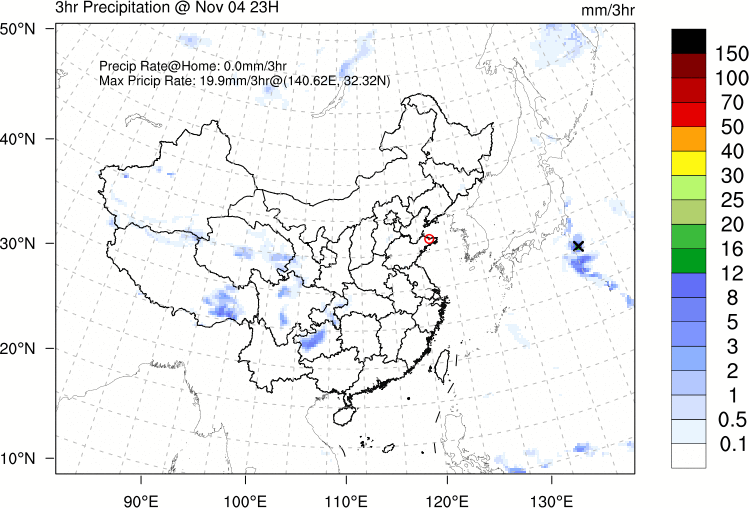 3hr Precipitation @ Nov 04 23H
mm/3hr
Precip Rate@Home: 0.0mm/3hr
Max Pricip Rate: 19.9mm/3hr@(140.62E, 32.32N)
50°N
40°N
30°N
20°N
10°N
90°E
100°E
110°E
120°E
130°E
150
100
70
50
40
30
25
20
16
12
8
5
3
2
1
0.5
0.1